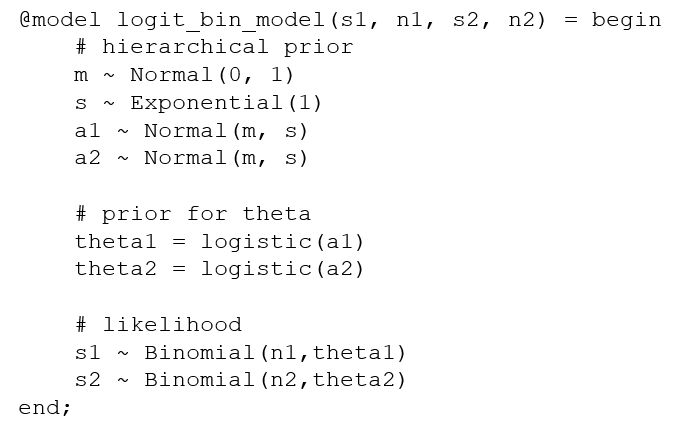 @model logit_bin_model(s1, n1, s2, n2) = begin
    # hierarchical prior
    m ~ Normal(0, 1)
    s ~ Exponential(1)
    a1 ~ Normal(m, s)
    a2 ~ Normal(m, s)

    # prior for theta
    theta1 = logistic(a1)
    theta2 = logistic(a2)

    # likelihood
    s1 ~ Binomial(n1,theta1)
    s2 ~ Binomial(n2,theta2)
end;